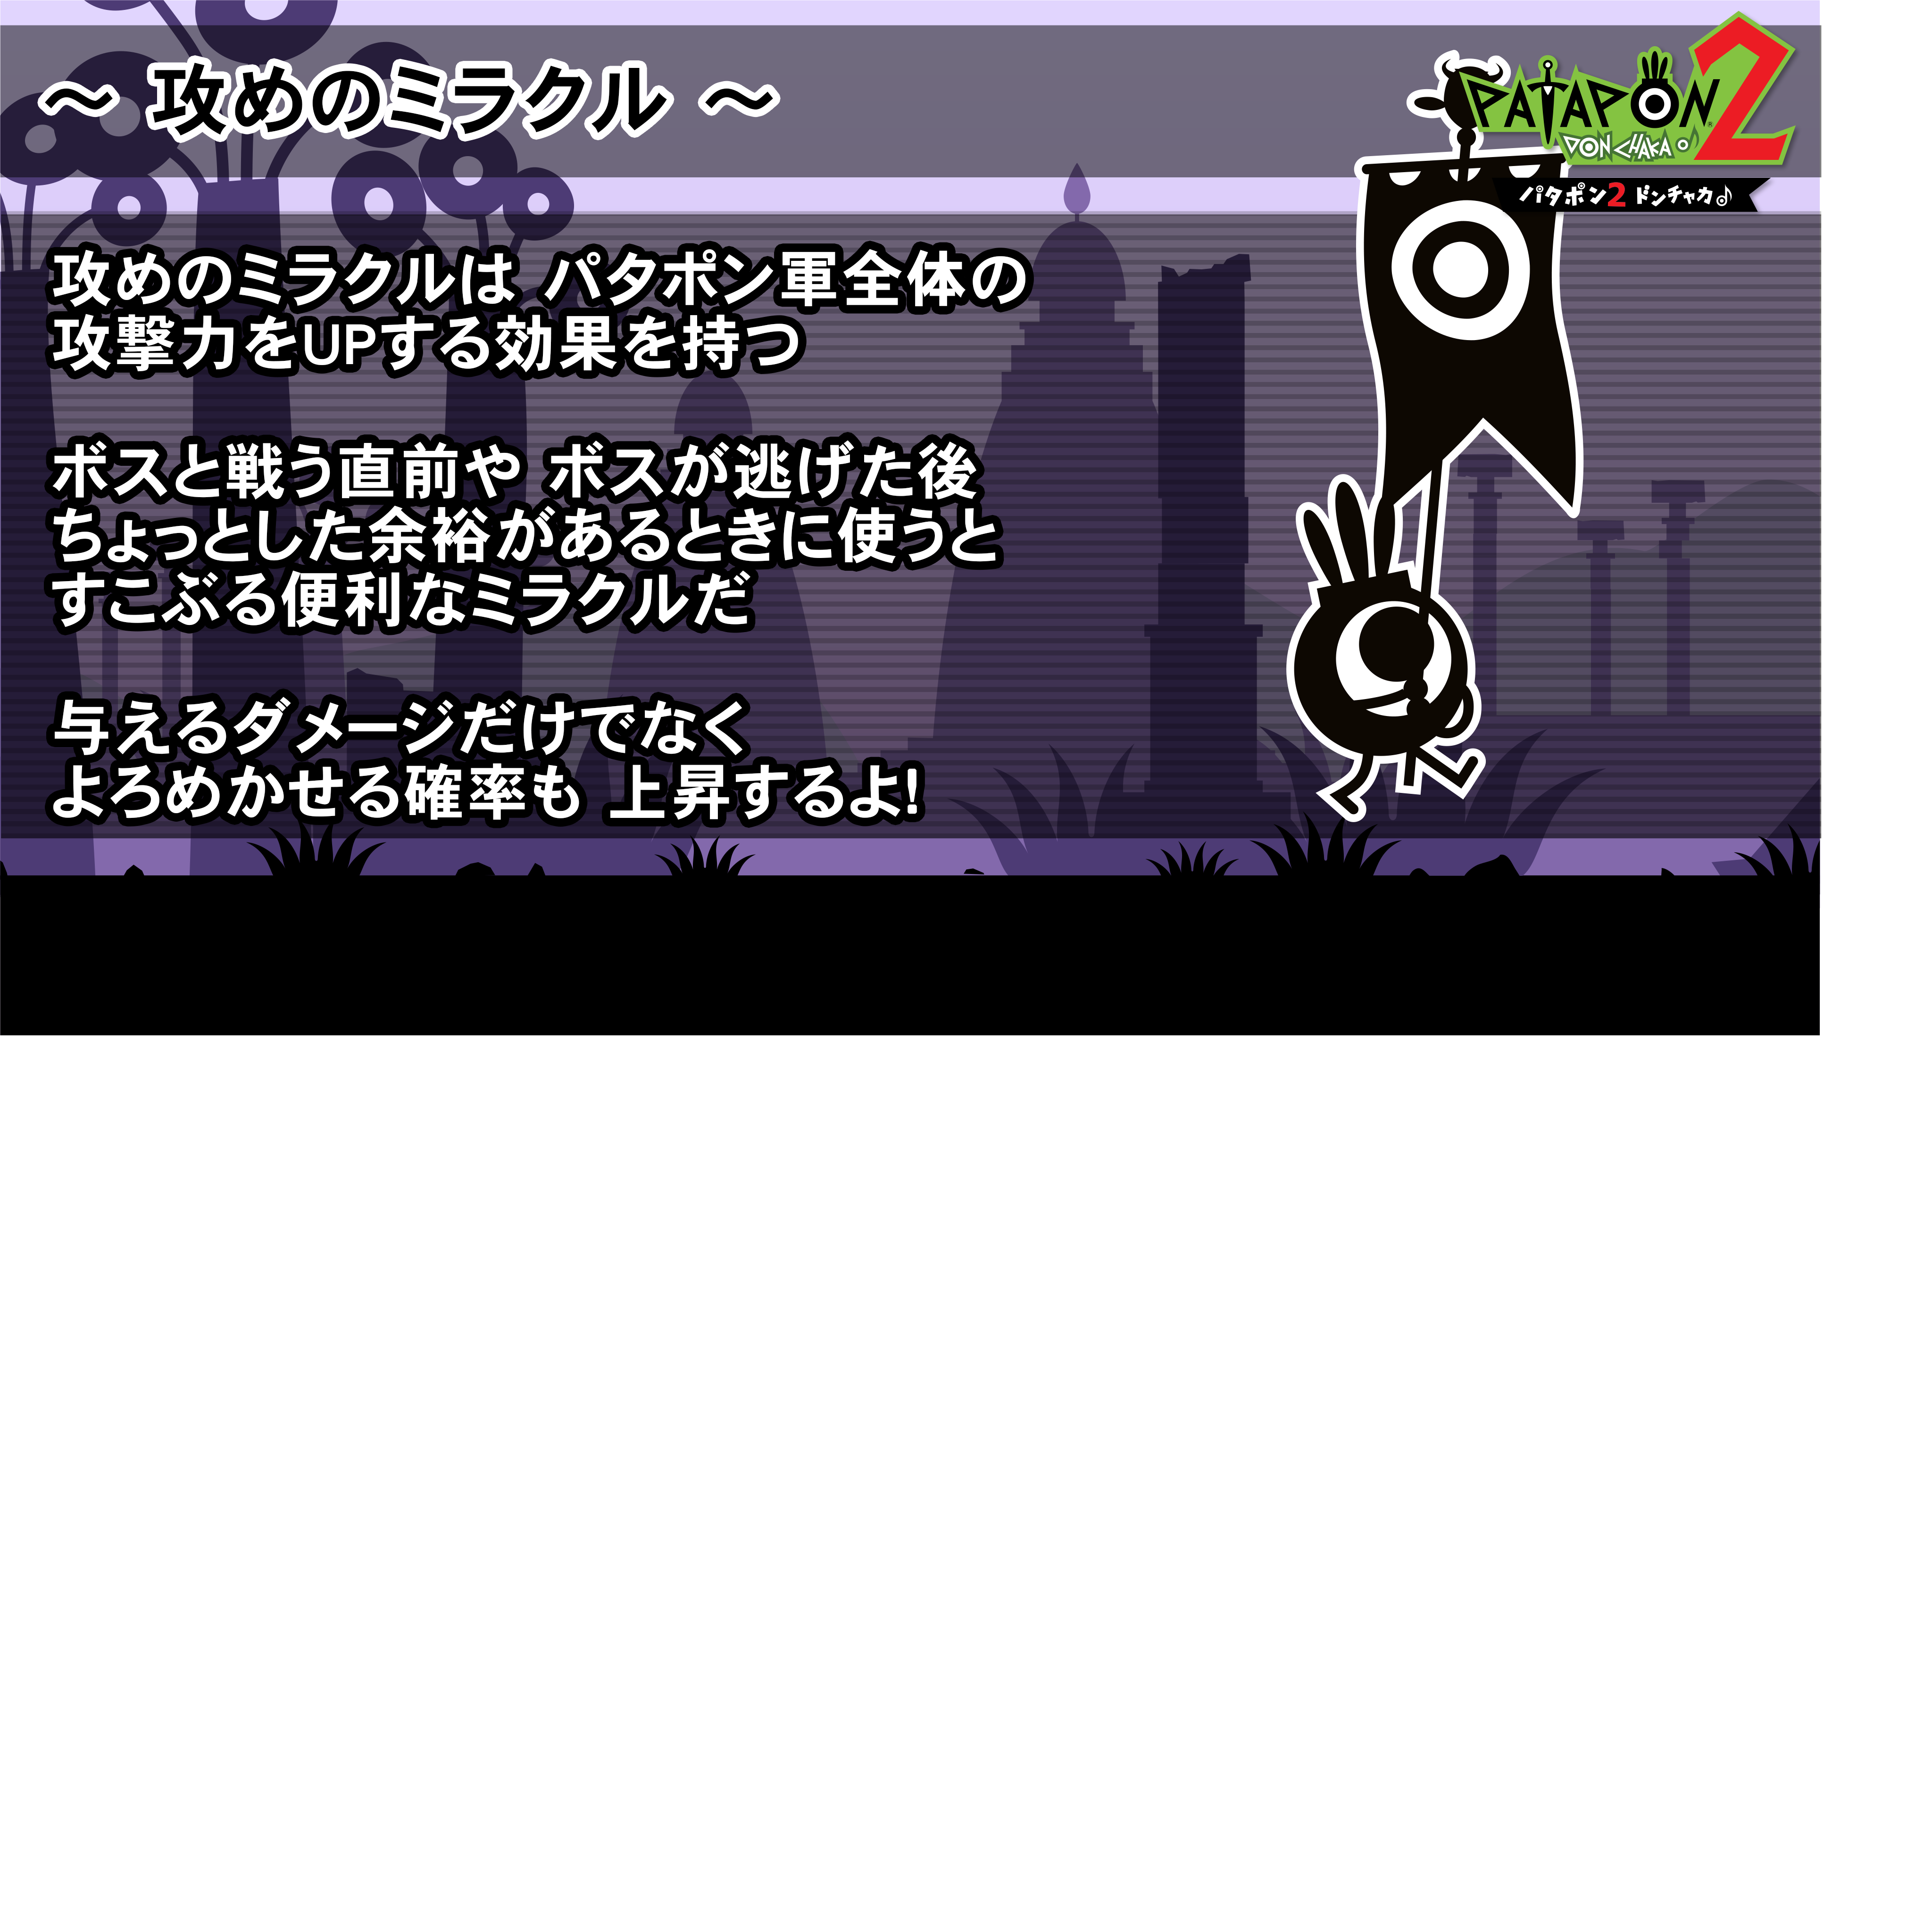 ～ 攻めのミラクル ～
PATAPON 2
DON CHAKA♪
パタポン2 ドンチャカ♪
攻めのミラクルは パタポン軍全体の
攻撃力をUPする効果を持つ
ボスと戦う直前や ボスが逃げた後
ちょっとした余裕があるときに使うと
すこぶる便利なミラクルだ
与えるダメージだけでなく
よろめかせる確率も 上昇するよ!